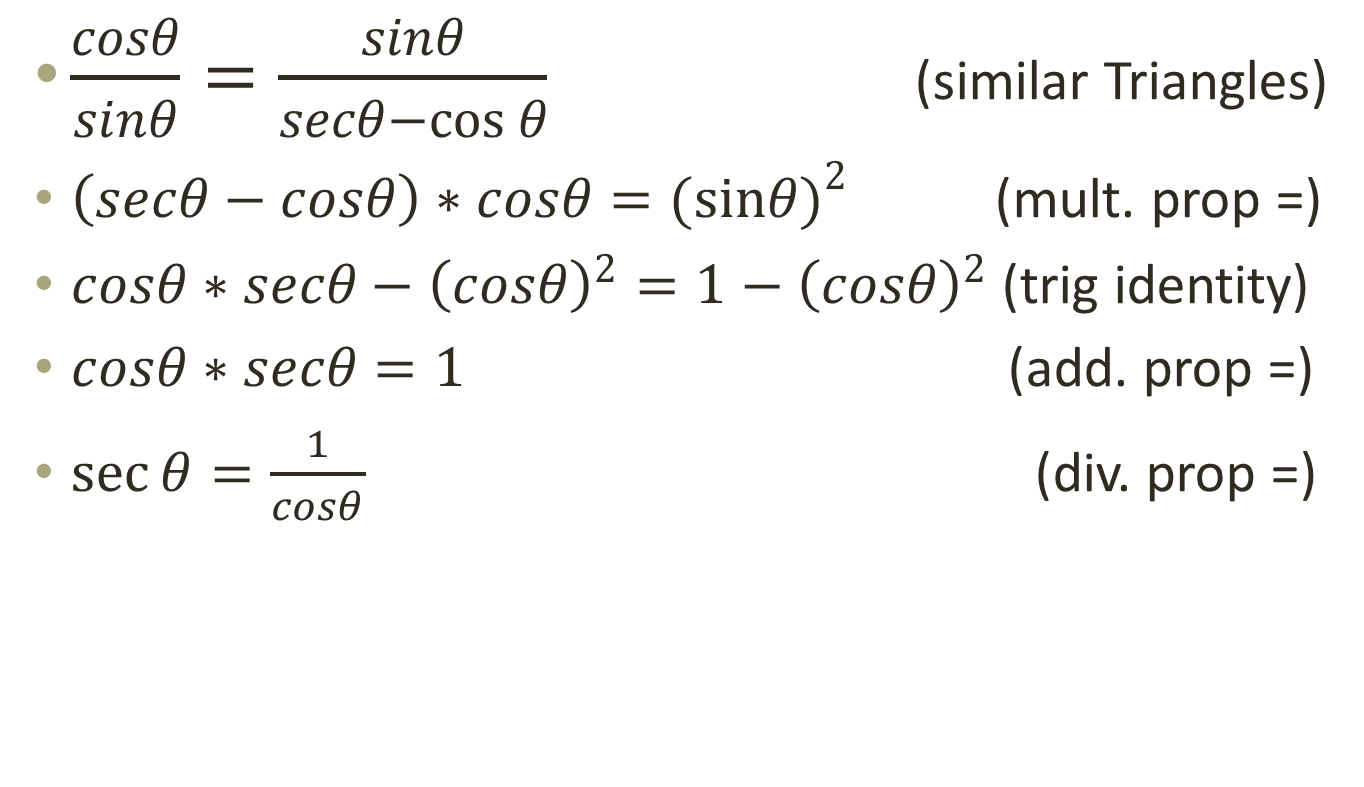 • cosθ/sinθ = sinθ/(secθ−cos θ) (similar Triangles)
• (secθ − cosθ) ∗ cosθ = (sinθ)² (mult. prop =)
• cosθ ∗ secθ − (cosθ)² = 1 − (cosθ)² (trig identity)
• cosθ ∗ secθ = 1 (add. prop =)
• sec θ = 1/cosθ (div. prop =)